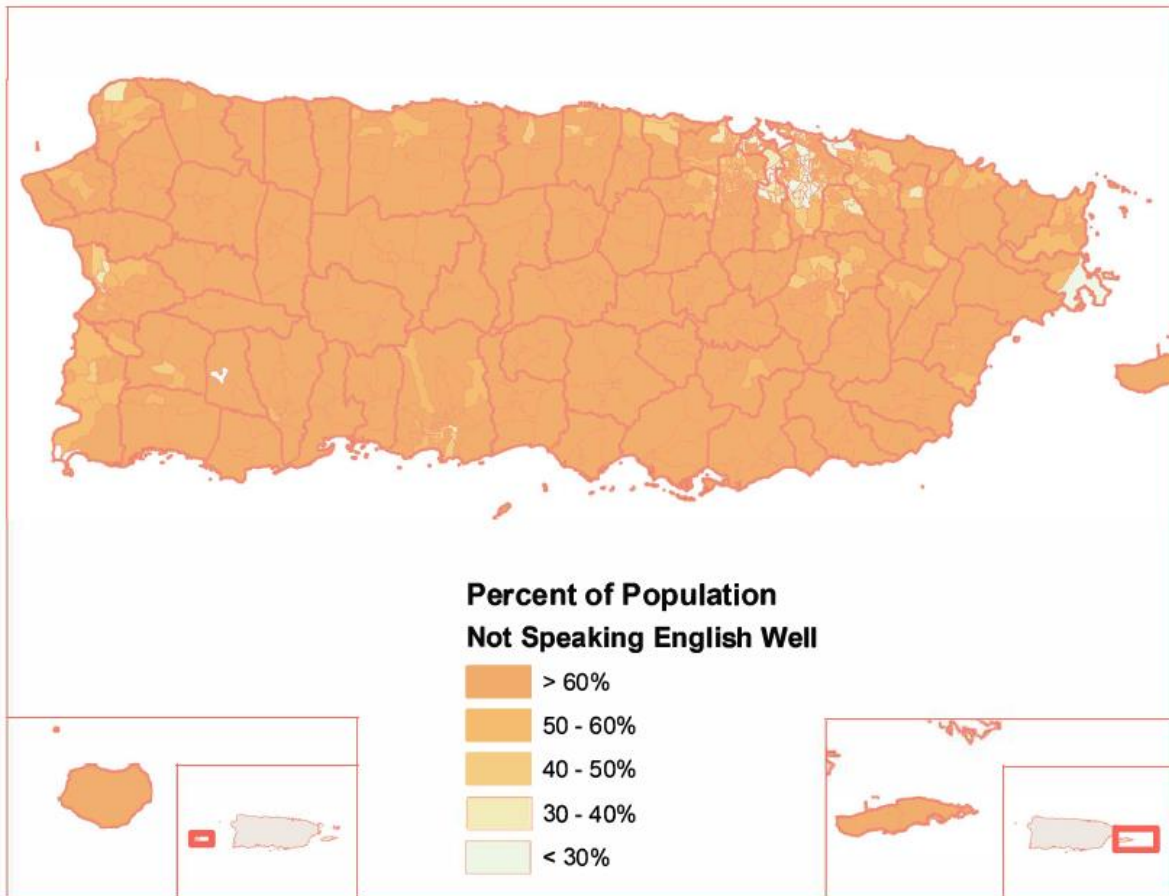 Percent of Population
Not Speaking English Well
> 60%
50 - 60%
40 - 50%
30 - 40%
< 30%